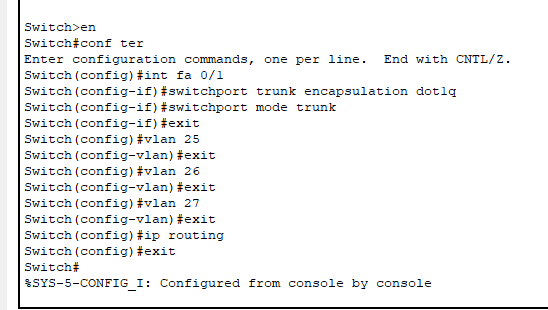 Switch>en
Switch#conf ter
Enter configuration commands, one per line.  End with CNTL/Z.
Switch(config)#int fa 0/1
Switch(config-if)#switchport trunk encapsulation dot1q
Switch(config-if)#switchport mode trunk
Switch(config-if)#exit
Switch(config)#vlan 25
Switch(config-vlan)#exit
Switch(config)#vlan 26
Switch(config-vlan)#exit
Switch(config)#vlan 27
Switch(config-vlan)#exit
Switch(config)#ip routing
Switch(config)#exit
Switch#
%SYS-5-CONFIG_I: Configured from console by console